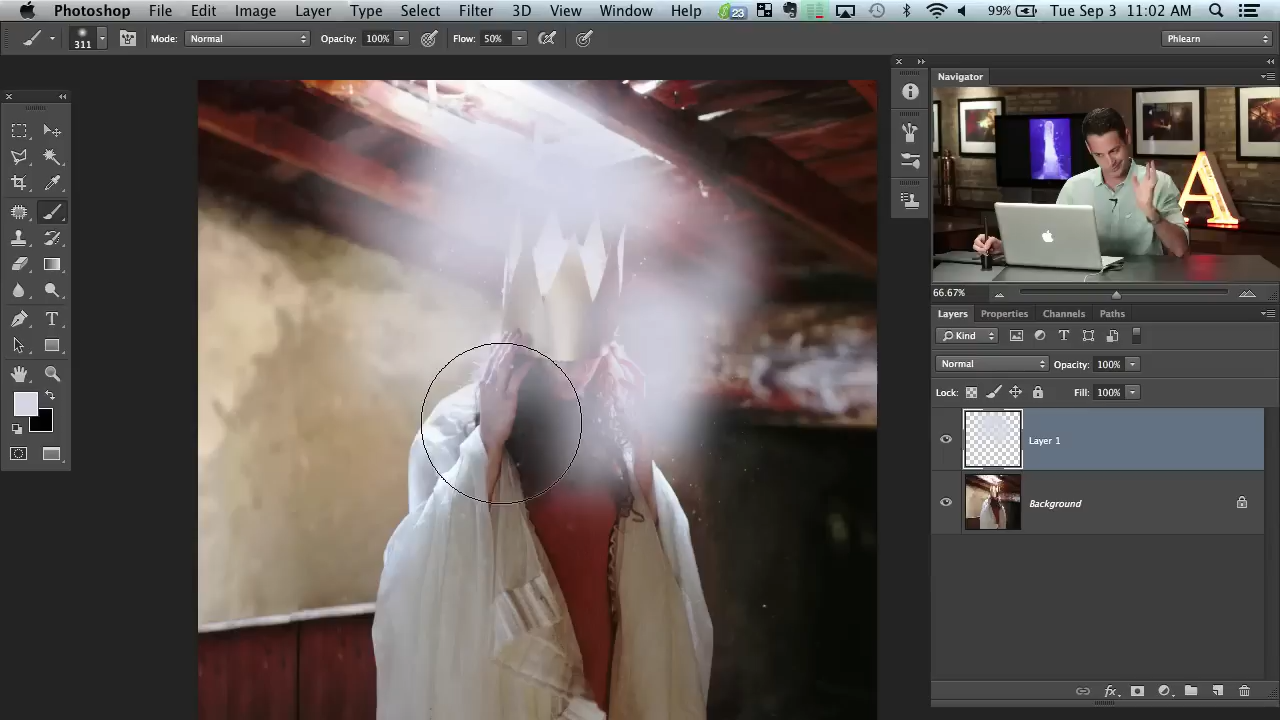 Photoshop File Edit Image Layer Type Select Filter 3D View Window Help 23 99% Tue Sep 3 11:02 AM
311 Mode: Normal Opacity: 100% Flow: 50% Phlearn
Navigator
A
66.67%
Layers Properties Channels Paths
Kind T
Normal Opacity: 100%
Lock: Fill: 100%
Layer 1
Background
fx
T